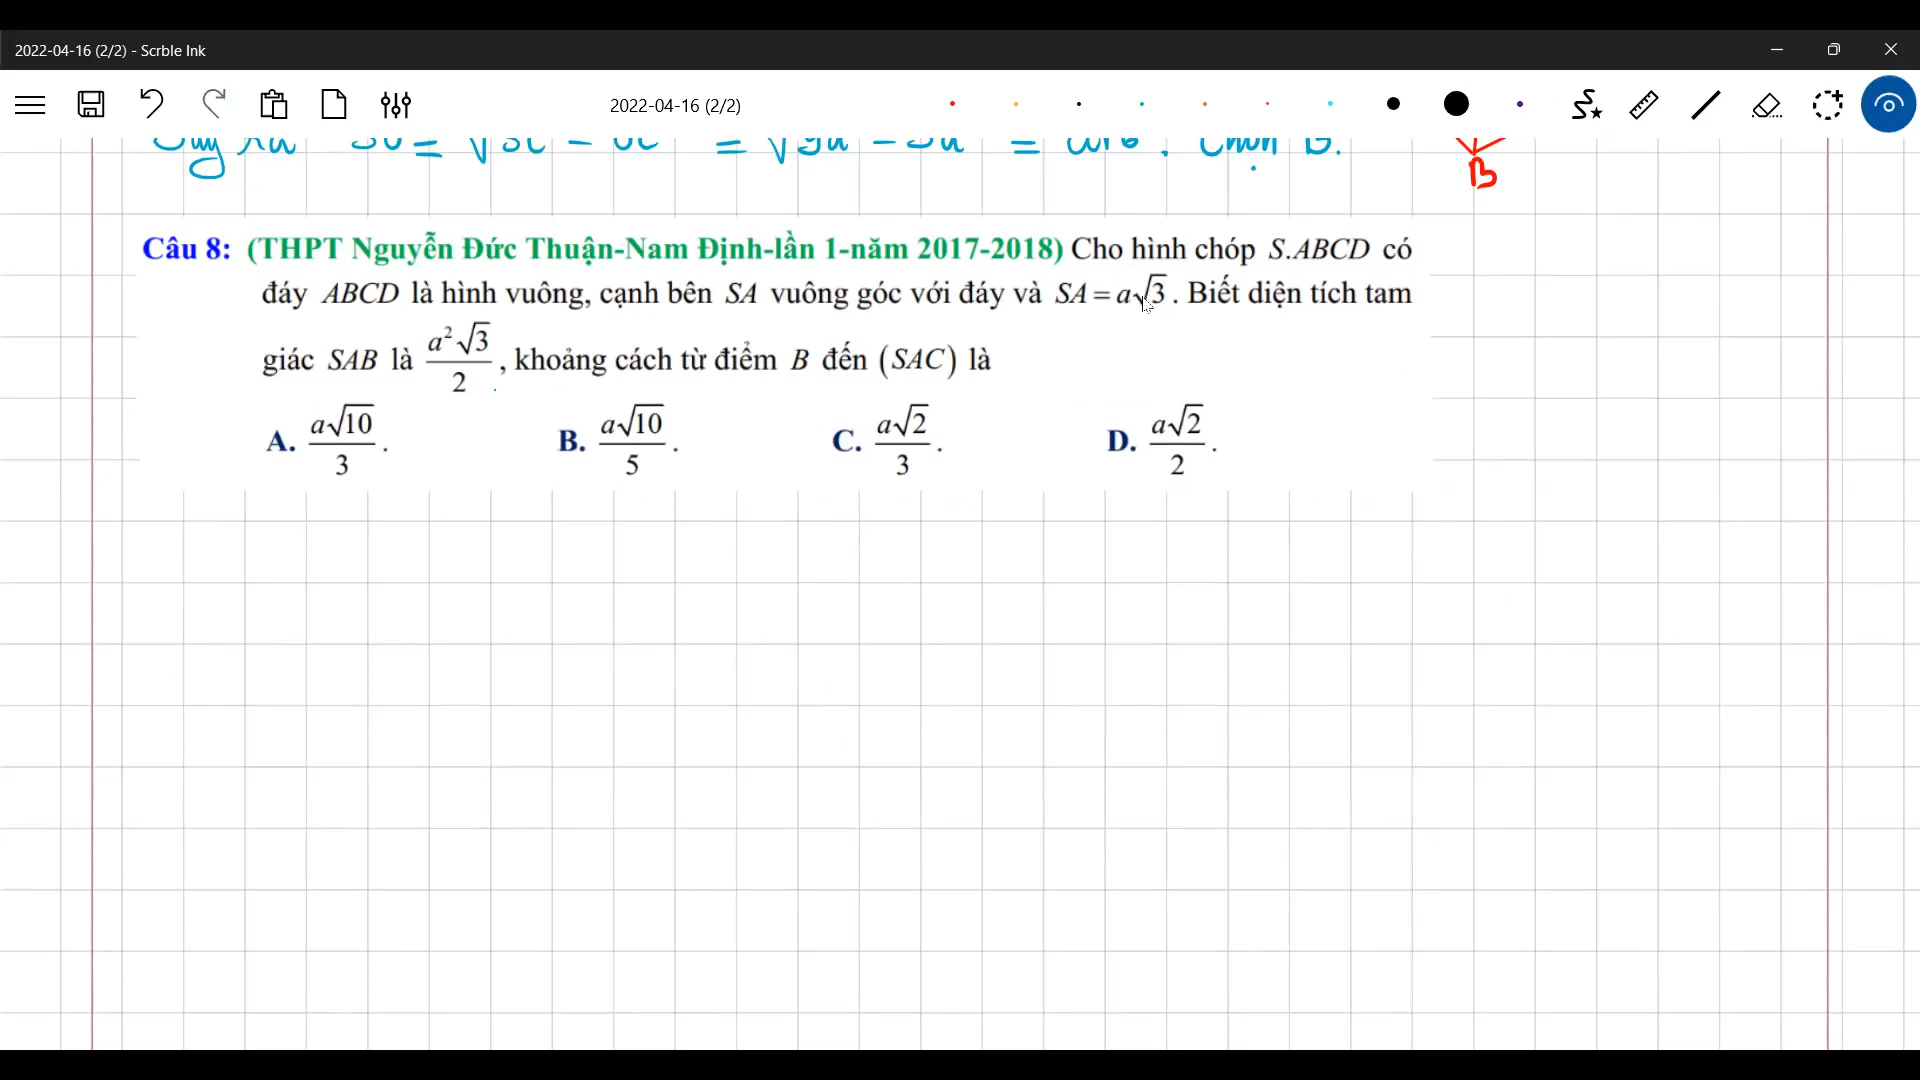 2022-04-16 (2/2) - Scrble Ink
2022-04-16 (2/2)
B
Câu 8: (THPT Nguyễn Đức Thuận-Nam Định-lần 1-năm 2017-2018) Cho hình chóp S.ABCD có
đáy ABCD là hình vuông, cạnh bên SA vuông góc với đáy và SA = a√3. Biết diện tích tam
giác SAB là a²√3/2, khoảng cách từ điểm B đến (SAC) là
A. a√10/3. B. a√10/5. C. a√2/3. D. a√2/2.